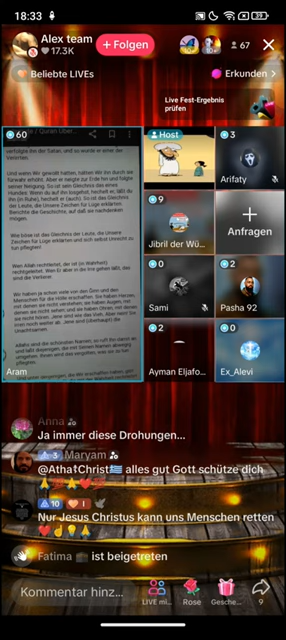 18:33
39
Alex team
17.3K
+ Folgen
67
Beliebte LIVEs
Erkunden >
Live Fest-Ergebnis
prüfen
60
/ Quran Über...
verfolgte ihn der Satan, und so wurde er einer der
Verirrten.
Und wenn Wir gewollt hätten, hätten Wir ihn durch sie
fürwahr erhöht. Aber er neigte zur Erde hin und folgte
seiner Neigung. So ist sein Gleichnis das eines
Hundes: Wenn du auf ihn losgehst, hechelt er; läßt du
ihn (in Ruhe), hechelt er (auch). So ist das Gleichnis
der Leute, die Unsere Zeichen für Lüge erklären.
Berichte die Geschichte, auf daß sie nachdenken
mögen.
Wie böse ist das Gleichnis der Leute, die Unsere
Zeichen für Lüge erklären und sich selbst Unrecht zu-
tun pflegten!
Wen Allah rechtleitet, der ist (in Wahrheit)
rechtgeleitet. Wen Er aber in die Irre gehen läßt, das
sind die Verlierer.
Wir haben ja schon viele von den Ǧinn und den
Menschen für die Hölle erschaffen. Sie haben Herzen,
mit denen sie nicht verstehen; sie haben Augen, mit
denen sie nicht sehen; und sie haben Ohren, mit denen
sie nicht hören. Jene sind wie das Vieh. Aber nein! Sie
irren noch weiter ab. Jene sind (überhaupt) die
Unachtsamen.
Allahs sind die schönsten Namen; so ruft Ihn damit an
und laßt diejenigen, die mit Seinen Namen abwegig
umgehen. Ihnen wird das vergolten, was sie zu tun
pflegten.
Aram
Host
3
Arifaty
9
Jibril der Wü...
+
Anfragen
0
Sami
2
Pasha 92
2
Ayman Eljafo...
0
Ex_Alevi
Anna
Ja immer diese Drohungen...
3 Maryam
@Atha†Christ🇬🇷 alles gut Gott schütze dich
🙏💯🙏❤️💯
10 I 🕊
Nur Jesus Christus kann uns Menschen retten
❤️☝️💡🙏
Fatima ist beigetreten
Kommentar hinz...
LIVE mi...
Rose
Gesche...
9